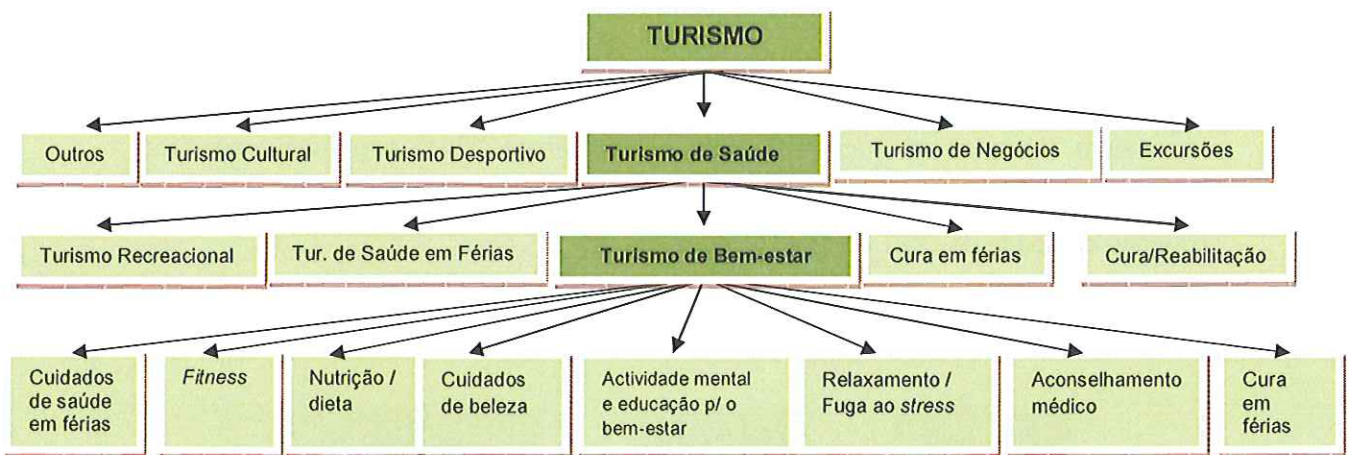 TURISMO
Outros
Turismo Cultural
Turismo Desportivo
Turismo de Saúde
Turismo de Negócios
Excursões
Turismo Recreacional
Tur. de Saúde em Férias
Turismo de Bem-estar
Cura em férias
Cura/Reabilitação
Cuidados
de saúde
em férias
Fitness
Nutrição /
dieta
Cuidados
de beleza
Actividade mental
e educação p/ o
bem-estar
Relaxamento /
Fuga ao stress
Aconselhamento
médico
Cura
em
férias